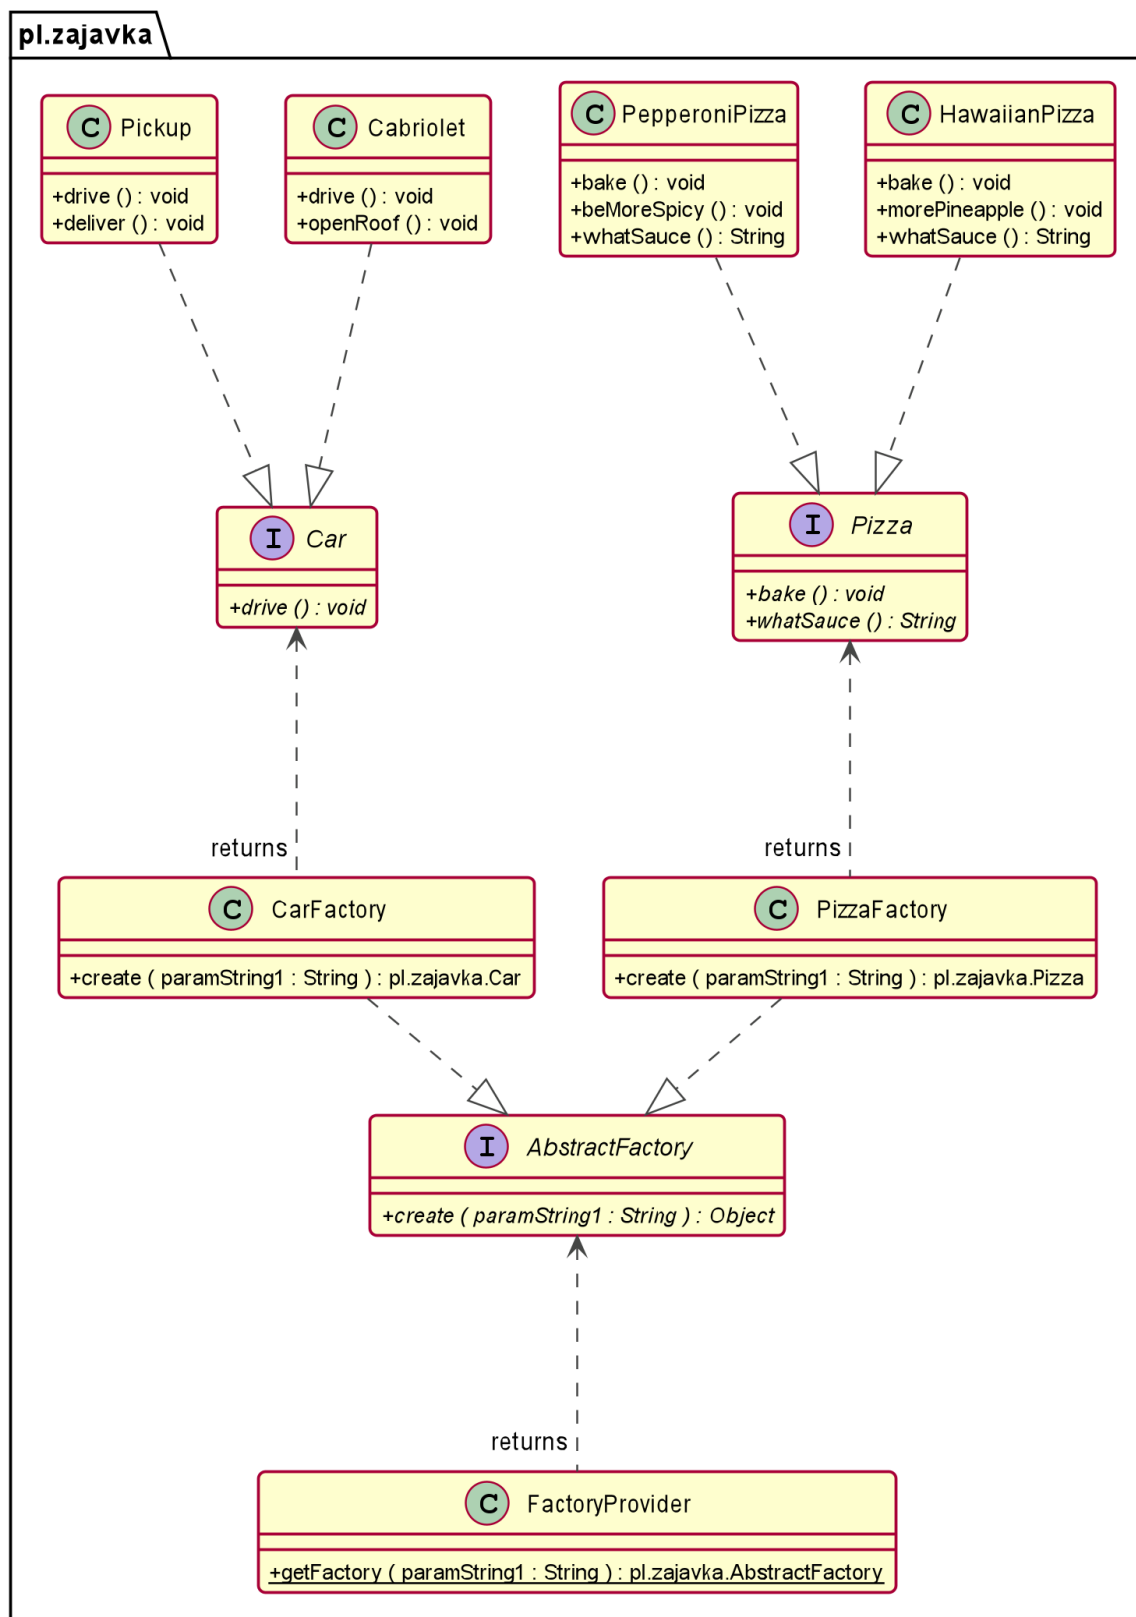 pl.zajavka
C Pickup
+drive () : void
+deliver () : void
C Cabriolet
+drive () : void
+openRoof () : void
C PepperoniPizza
+bake () : void
+beMoreSpicy () : void
+whatSauce () : String
C HawaiianPizza
+bake () : void
+morePineapple () : void
+whatSauce () : String
I Car
+drive () : void
I Pizza
+bake () : void
+whatSauce () : String
returns
returns
C CarFactory
+create ( paramString1 : String ) : pl.zajavka.Car
C PizzaFactory
+create ( paramString1 : String ) : pl.zajavka.Pizza
I AbstractFactory
+create ( paramString1 : String ) : Object
returns
C FactoryProvider
+getFactory ( paramString1 : String ) : pl.zajavka.AbstractFactory